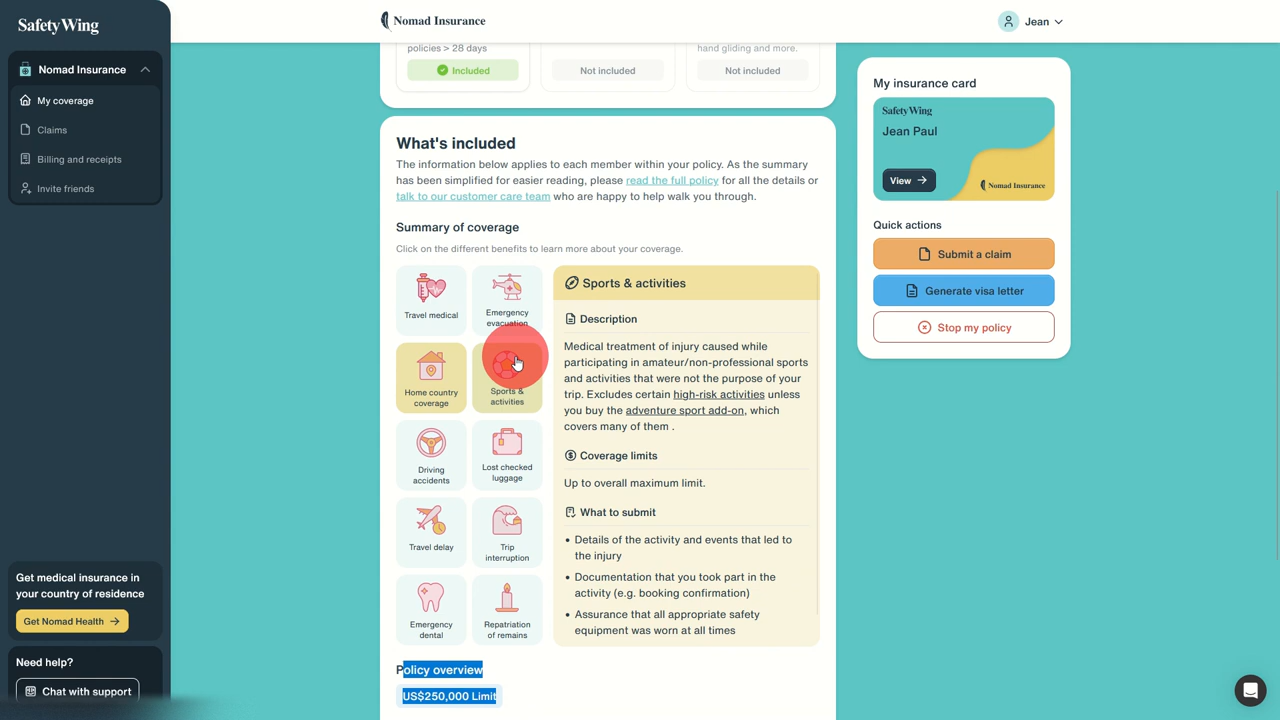 SafetyWing
Nomad Insurance
My coverage
Claims
Billing and receipts
Invite friends
Get medical insurance in
your country of residence
Get Nomad Health
Need help?
Chat with support
Nomad Insurance
Jean
policies > 28 days
Included
Not included
hand gliding and more.
Not included
What's included
The information below applies to each member within your policy. As the summary
has been simplified for easier reading, please read the full policy for all the details or
talk to our customer care team who are happy to help walk you through.
Summary of coverage
Click on the different benefits to learn more about your coverage.
Travel medical
Emergency
evacuation
Home country
coverage
Sports &
activities
Driving
accidents
Lost checked
luggage
Travel delay
Trip
interruption
Emergency
dental
Repatriation
of remains
Sports & activities
Description
Medical treatment of injury caused while
participating in amateur/non-professional sports
and activities that were not the purpose of your
trip. Excludes certain high-risk activities unless
you buy the adventure sport add-on, which
covers many of them .
Coverage limits
Up to overall maximum limit.
What to submit
• Details of the activity and events that led to
the injury
• Documentation that you took part in the
activity (e.g. booking confirmation)
• Assurance that all appropriate safety
equipment was worn at all times
Policy overview
US$250,000 Limit
My insurance card
SafetyWing
Jean Paul
View
Nomad Insurance
Quick actions
Submit a claim
Generate visa letter
Stop my policy